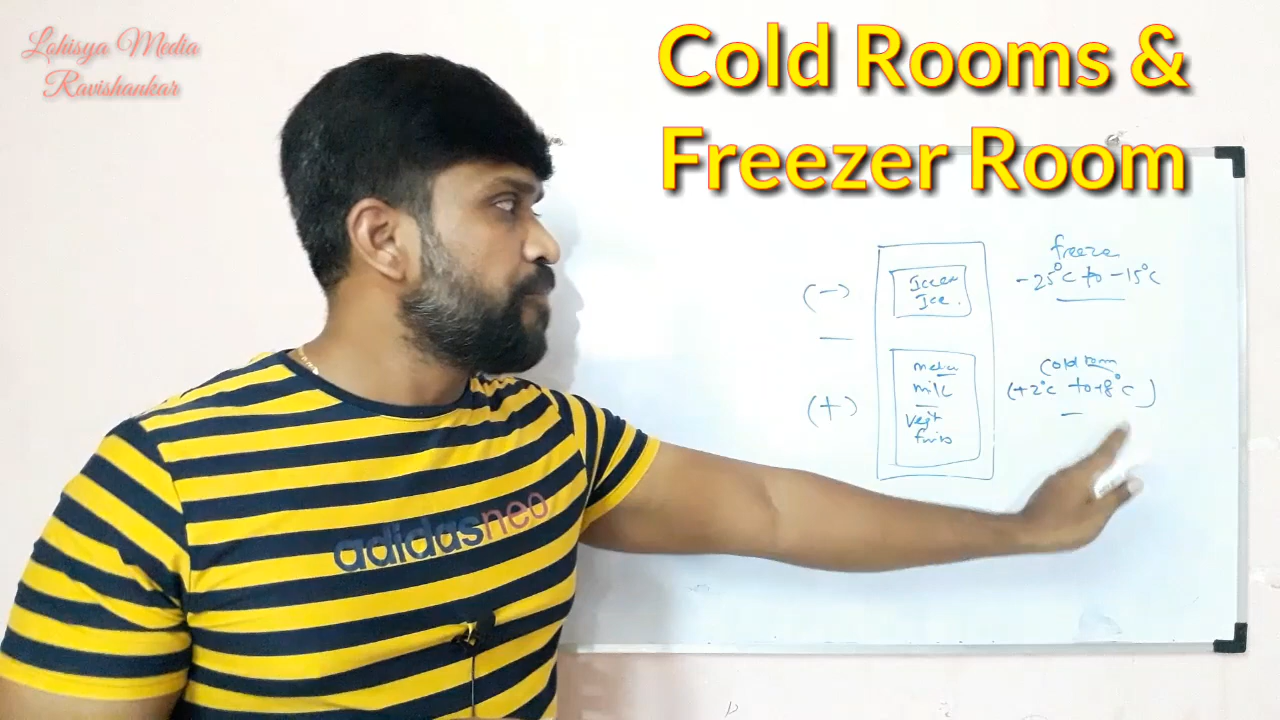 Lohisya Media
Ravishankar
Cold Rooms &
Freezer Room
freeze
-25°C to -15°C
(-)
Ice
cold room
(+2°C to +8°C)
(+)
milk
Vegt
adidasneo